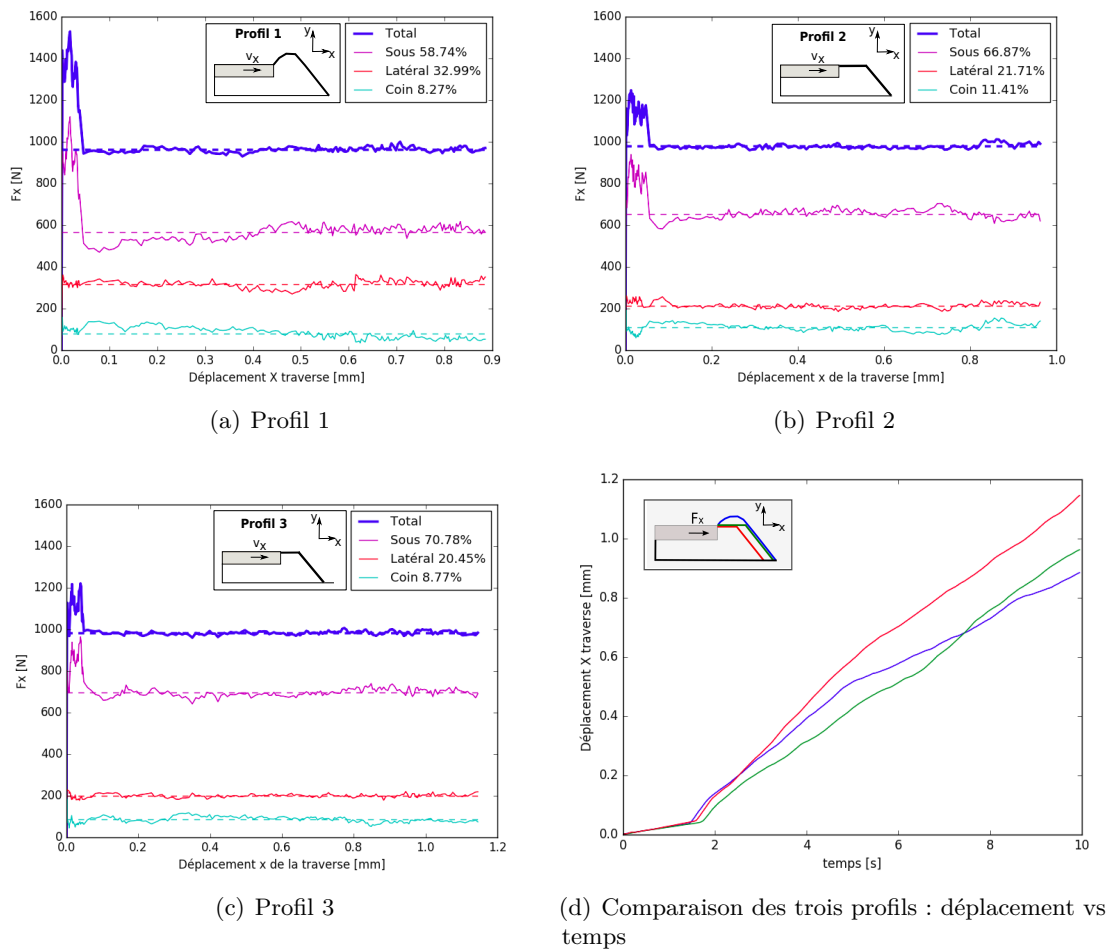 1600
1400
1200
1000
800
600
400
200
0
Fx [N]
Profil 1
y
x
v_x
Total
Sous 58.74%
Latéral 32.99%
Coin 8.27%
0.0 0.1 0.2 0.3 0.4 0.5 0.6 0.7 0.8 0.9
Déplacement X traverse [mm]
(a) Profil 1
1600
1400
1200
1000
800
600
400
200
0
Fx [N]
Profil 2
y
x
v_x
Total
Sous 66.87%
Latéral 21.71%
Coin 11.41%
0.0 0.2 0.4 0.6 0.8 1.0
Déplacement x de la traverse [mm]
(b) Profil 2
1600
1400
1200
1000
800
600
400
200
0
Fx [N]
Profil 3
y
x
v_x
Total
Sous 70.78%
Latéral 20.45%
Coin 8.77%
0.0 0.2 0.4 0.6 0.8 1.0 1.2
Déplacement x de la traverse [mm]
(c) Profil 3
1.2
1.0
0.8
0.6
0.4
0.2
0.0
Déplacement X traverse [mm]
F_x
y
x
0 2 4 6 8 10
temps [s]
(d) Comparaison des trois profils : déplacement vs
temps